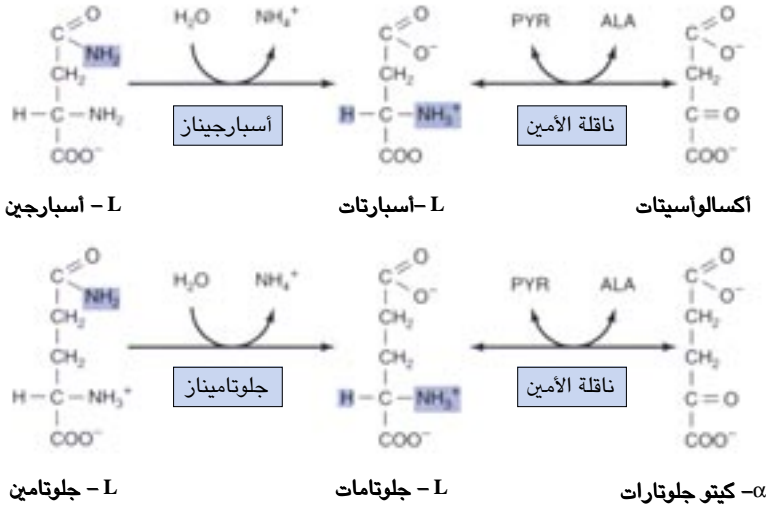 O
C
NH₂
CH₂
H – C – NH₂
COO⁻
L – أسبارجين
H₂O NH₄⁺
أسبارجيناز
O
C
O⁻
CH₂
H – C – NH₃⁺
COO
L –أسبارتات
PYR ALA
ناقلة الأمين
O
C
O⁻
CH₂
C = O
COO⁻
أكسالوأسيتات
O
C
NH₂
CH₂
CH₂
H – C – NH₃⁺
COO⁻
L – جلوتامين
H₂O NH₄⁺
جلوتاميناز
O
C
O⁻
CH₂
CH₂
H – C – NH₃⁺
COO⁻
L – جلوتامات
PYR ALA
ناقلة الأمين
O
C
O⁻
CH₂
CH₂
C = O
COO⁻
α– كيتو جلوتارات